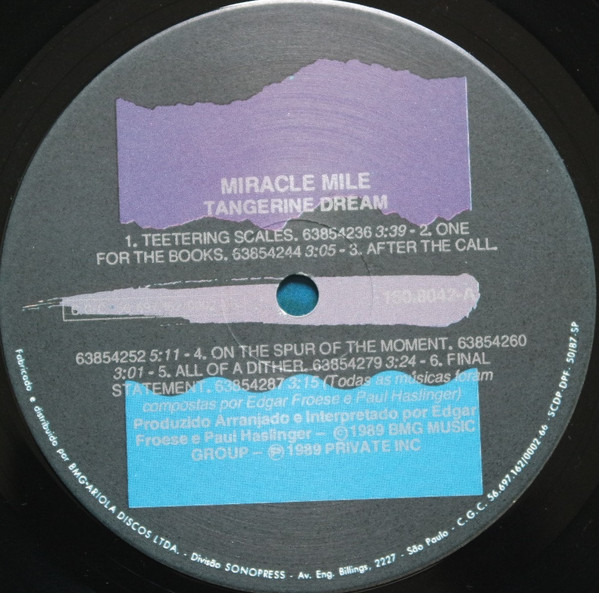 MIRACLE MILE
TANGERINE DREAM
1. TEETERING SCALES. 63854236 3:39 - 2. ONE
FOR THE BOOKS. 63854244 3:05 - 3. AFTER THE CALL.
150.8042-A
63854252 5:11 - 4. ON THE SPUR OF THE MOMENT. 63854260
3:01 - 5. ALL OF A DITHER. 63854279 3:24 - 6. FINAL
STATEMENT. 63854287 3:15 (Todas as músicas foram
compostas por Edgar Froese e Paul Haslinger)
Produzido Arranjado e Interpretado por Edgar
Froese e Paul Haslinger – ©1989 BMG MUSIC
GROUP – ℗1989 PRIVATE INC
Fabricado e distribuido por BMG-ARIOLA DISCOS LTDA. - Divisão SONOPRESS - Av. Eng. Billings, 2227 - São Paulo - C.G.C. 56.697.162/0002-66 - SCDP. DPF- 50/87-SP